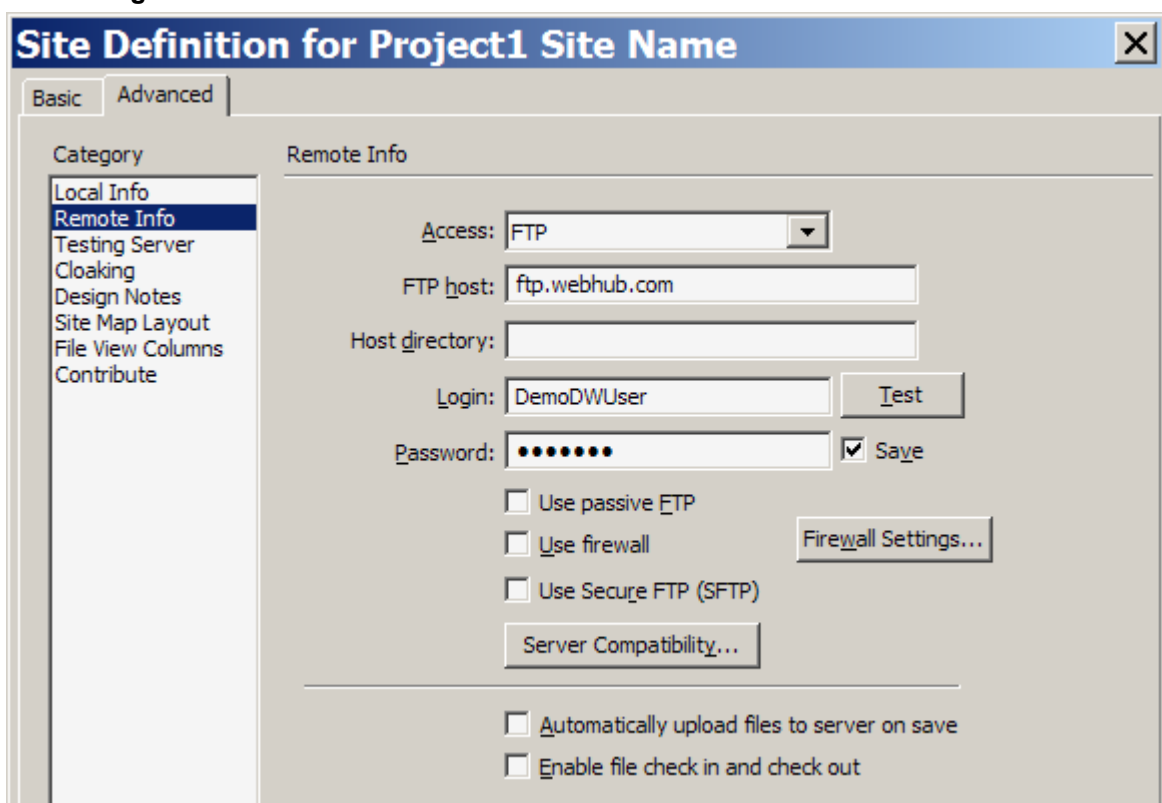 Site Definition for Project1 Site Name
Basic Advanced
Category Remote Info
Local Info
Remote Info
Testing Server
Cloaking
Design Notes
Site Map Layout
File View Columns
Contribute
Access: FTP
FTP host: ftp.webhub.com
Host directory:
Login: DemoDWUser Test
Password: ••••••• Save
Use passive FTP
Use firewall Firewall Settings...
Use Secure FTP (SFTP)
Server Compatibility...
Automatically upload files to server on save
Enable file check in and check out